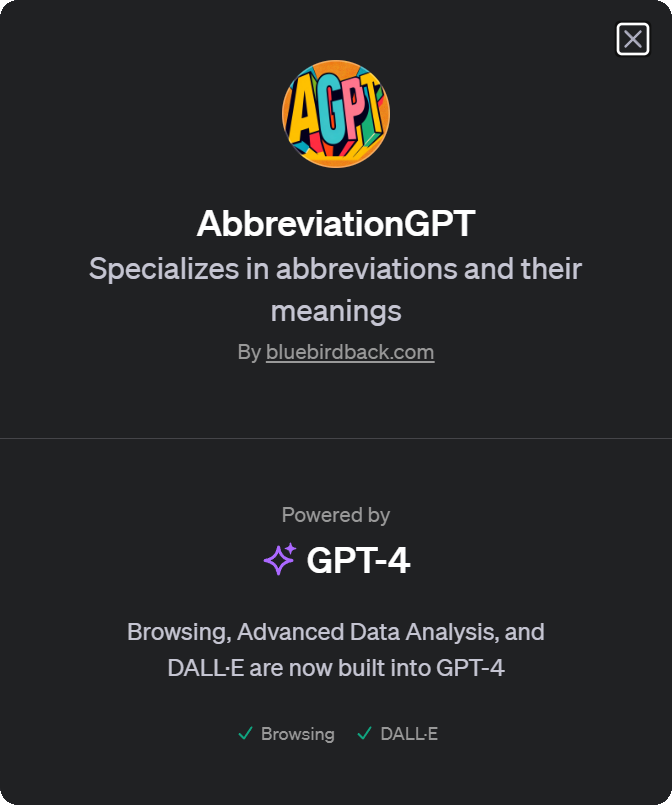 AGPT
AbbreviationGPT
Specializes in abbreviations and their
meanings
By bluebirdback.com
Powered by
GPT-4
Browsing, Advanced Data Analysis, and
DALL·E are now built into GPT-4
Browsing DALL·E